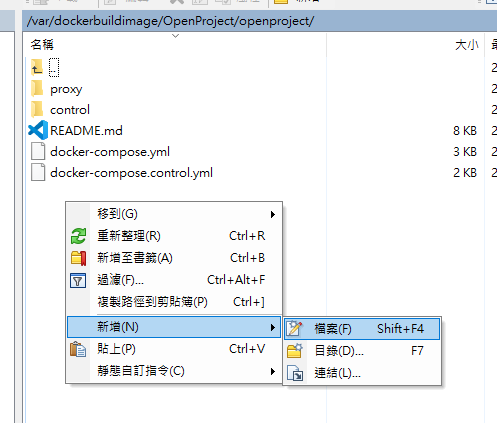 /var/dockerbuildimage/OpenProject/openproject/
名稱 大小
..
proxy
control
README.md 8 KB
docker-compose.yml 3 KB
docker-compose.control.yml 2 KB
移到(G)
重新整理(R) Ctrl+R
新增至書籤(A) Ctrl+B
過濾(F)... Ctrl+Alt+F
複製路徑到剪貼簿(P) Ctrl+]
新增(N)
檔案(F) Shift+F4
貼上(P) Ctrl+V
目錄(D)... F7
靜態自訂指令(C)
連結(L)...